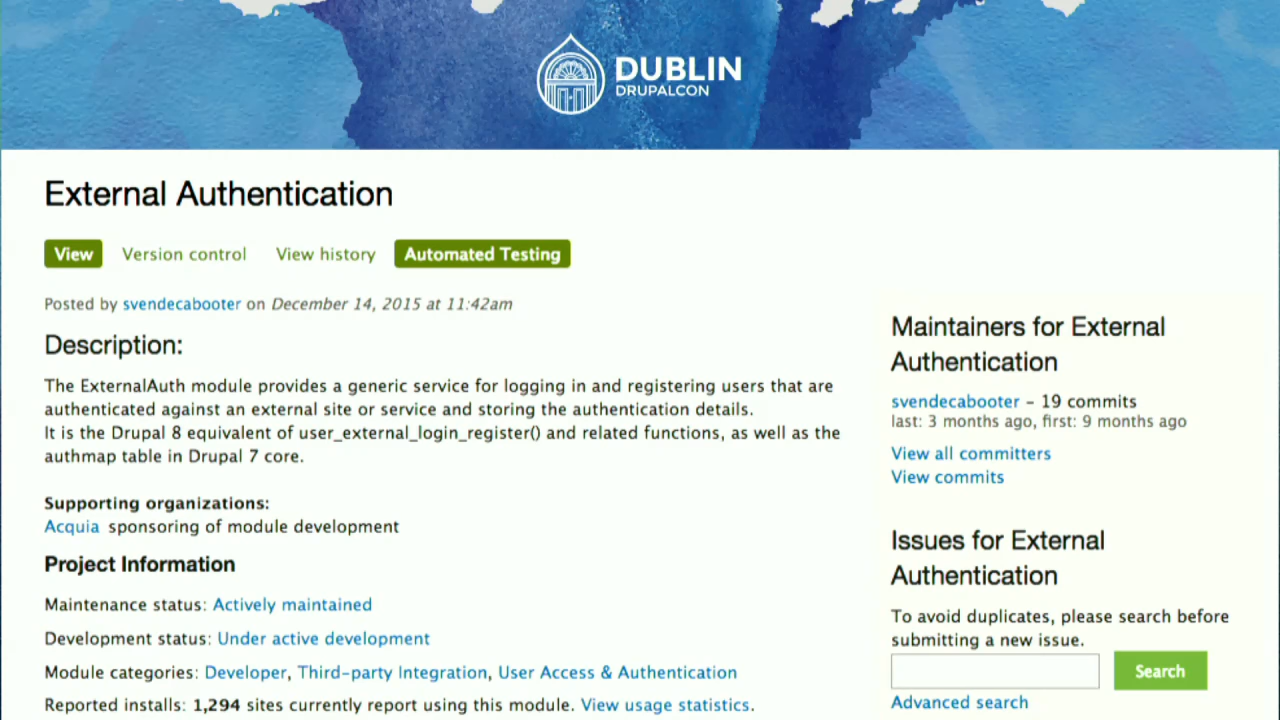 DUBLIN
DRUPALCON
External Authentication
View Version control View history Automated Testing
Posted by svendecabooter on December 14, 2015 at 11:42am
Description:
The ExternalAuth module provides a generic service for logging in and registering users that are
authenticated against an external site or service and storing the authentication details.
It is the Drupal 8 equivalent of user_external_login_register() and related functions, as well as the
authmap table in Drupal 7 core.
Supporting organizations:
Acquia sponsoring of module development
Project Information
Maintenance status: Actively maintained
Development status: Under active development
Module categories: Developer, Third-party Integration, User Access & Authentication
Reported installs: 1,294 sites currently report using this module. View usage statistics.
Maintainers for External
Authentication
svendecabooter – 19 commits
last: 3 months ago, first: 9 months ago
View all committers
View commits
Issues for External
Authentication
To avoid duplicates, please search before
submitting a new issue.
Search
Advanced search